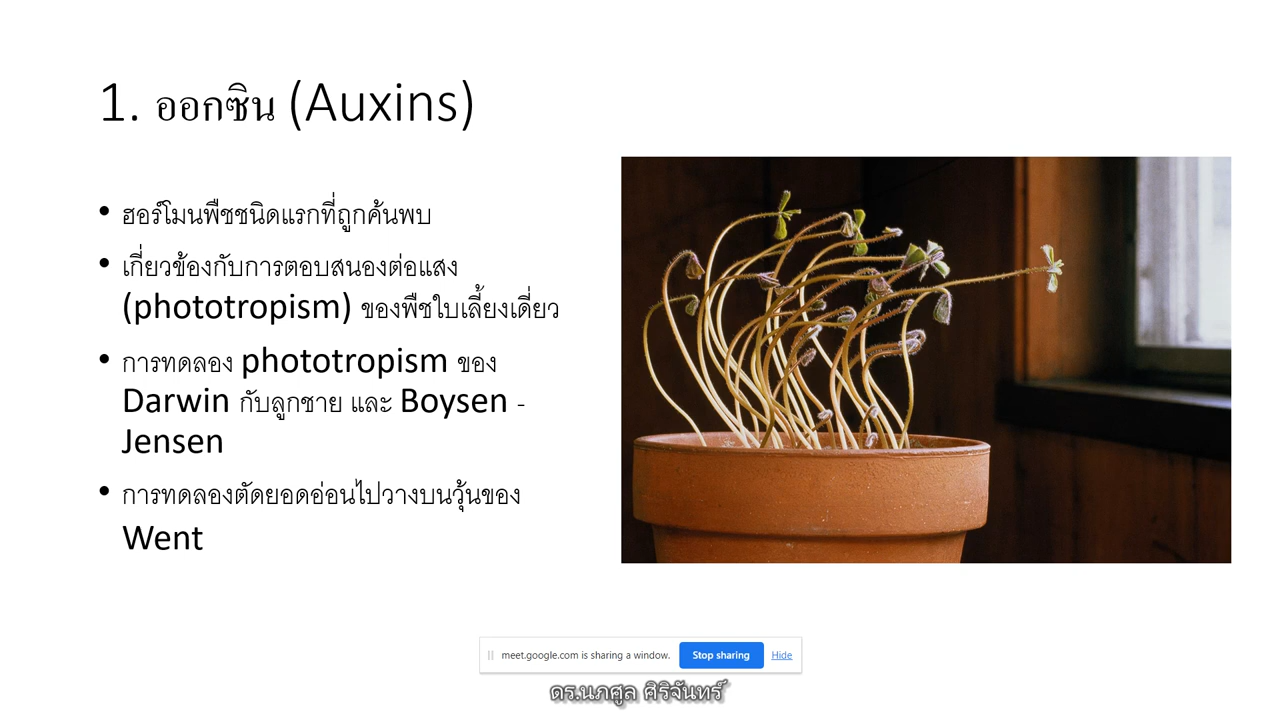 1. ออกซิน (Auxins)
• ฮอร์โมนพืชชนิดแรกที่ถูกค้นพบ
• เกี่ยวข้องกับการตอบสนองต่อแสง
(phototropism) ของพืชใบเลี้ยงเดี่ยว
• การทดลอง phototropism ของ
Darwin กับลูกชาย และ Boysen -
Jensen
• การทดลองตัดยอดอ่อนไปวางบนวุ้นของ
Went
meet.google.com is sharing a window. Stop sharing Hide
ดร.นภศูล ศิริจันทร์